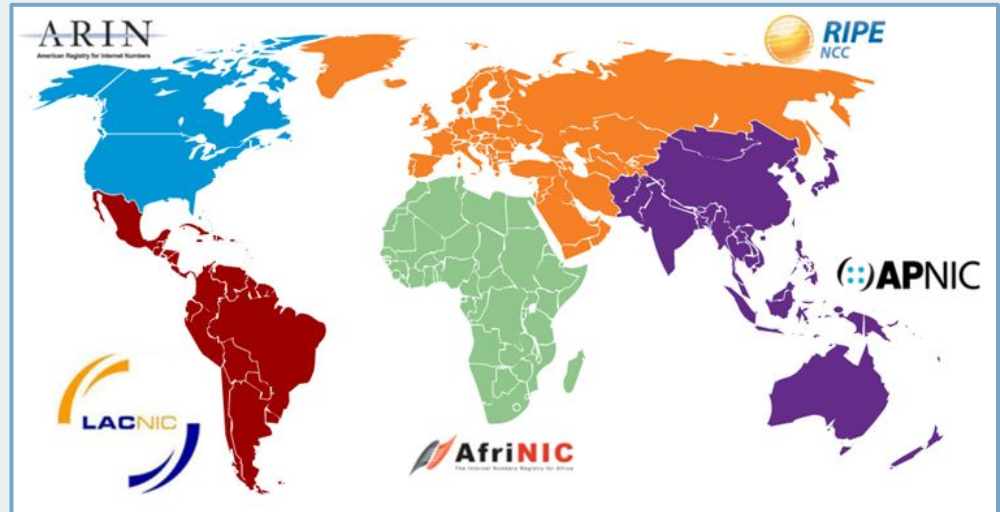 ARIN
American Registry for Internet Numbers
RIPE
NCC
APNIC
LACNIC
AfriNIC
The Internet Numbers Registry for Africa